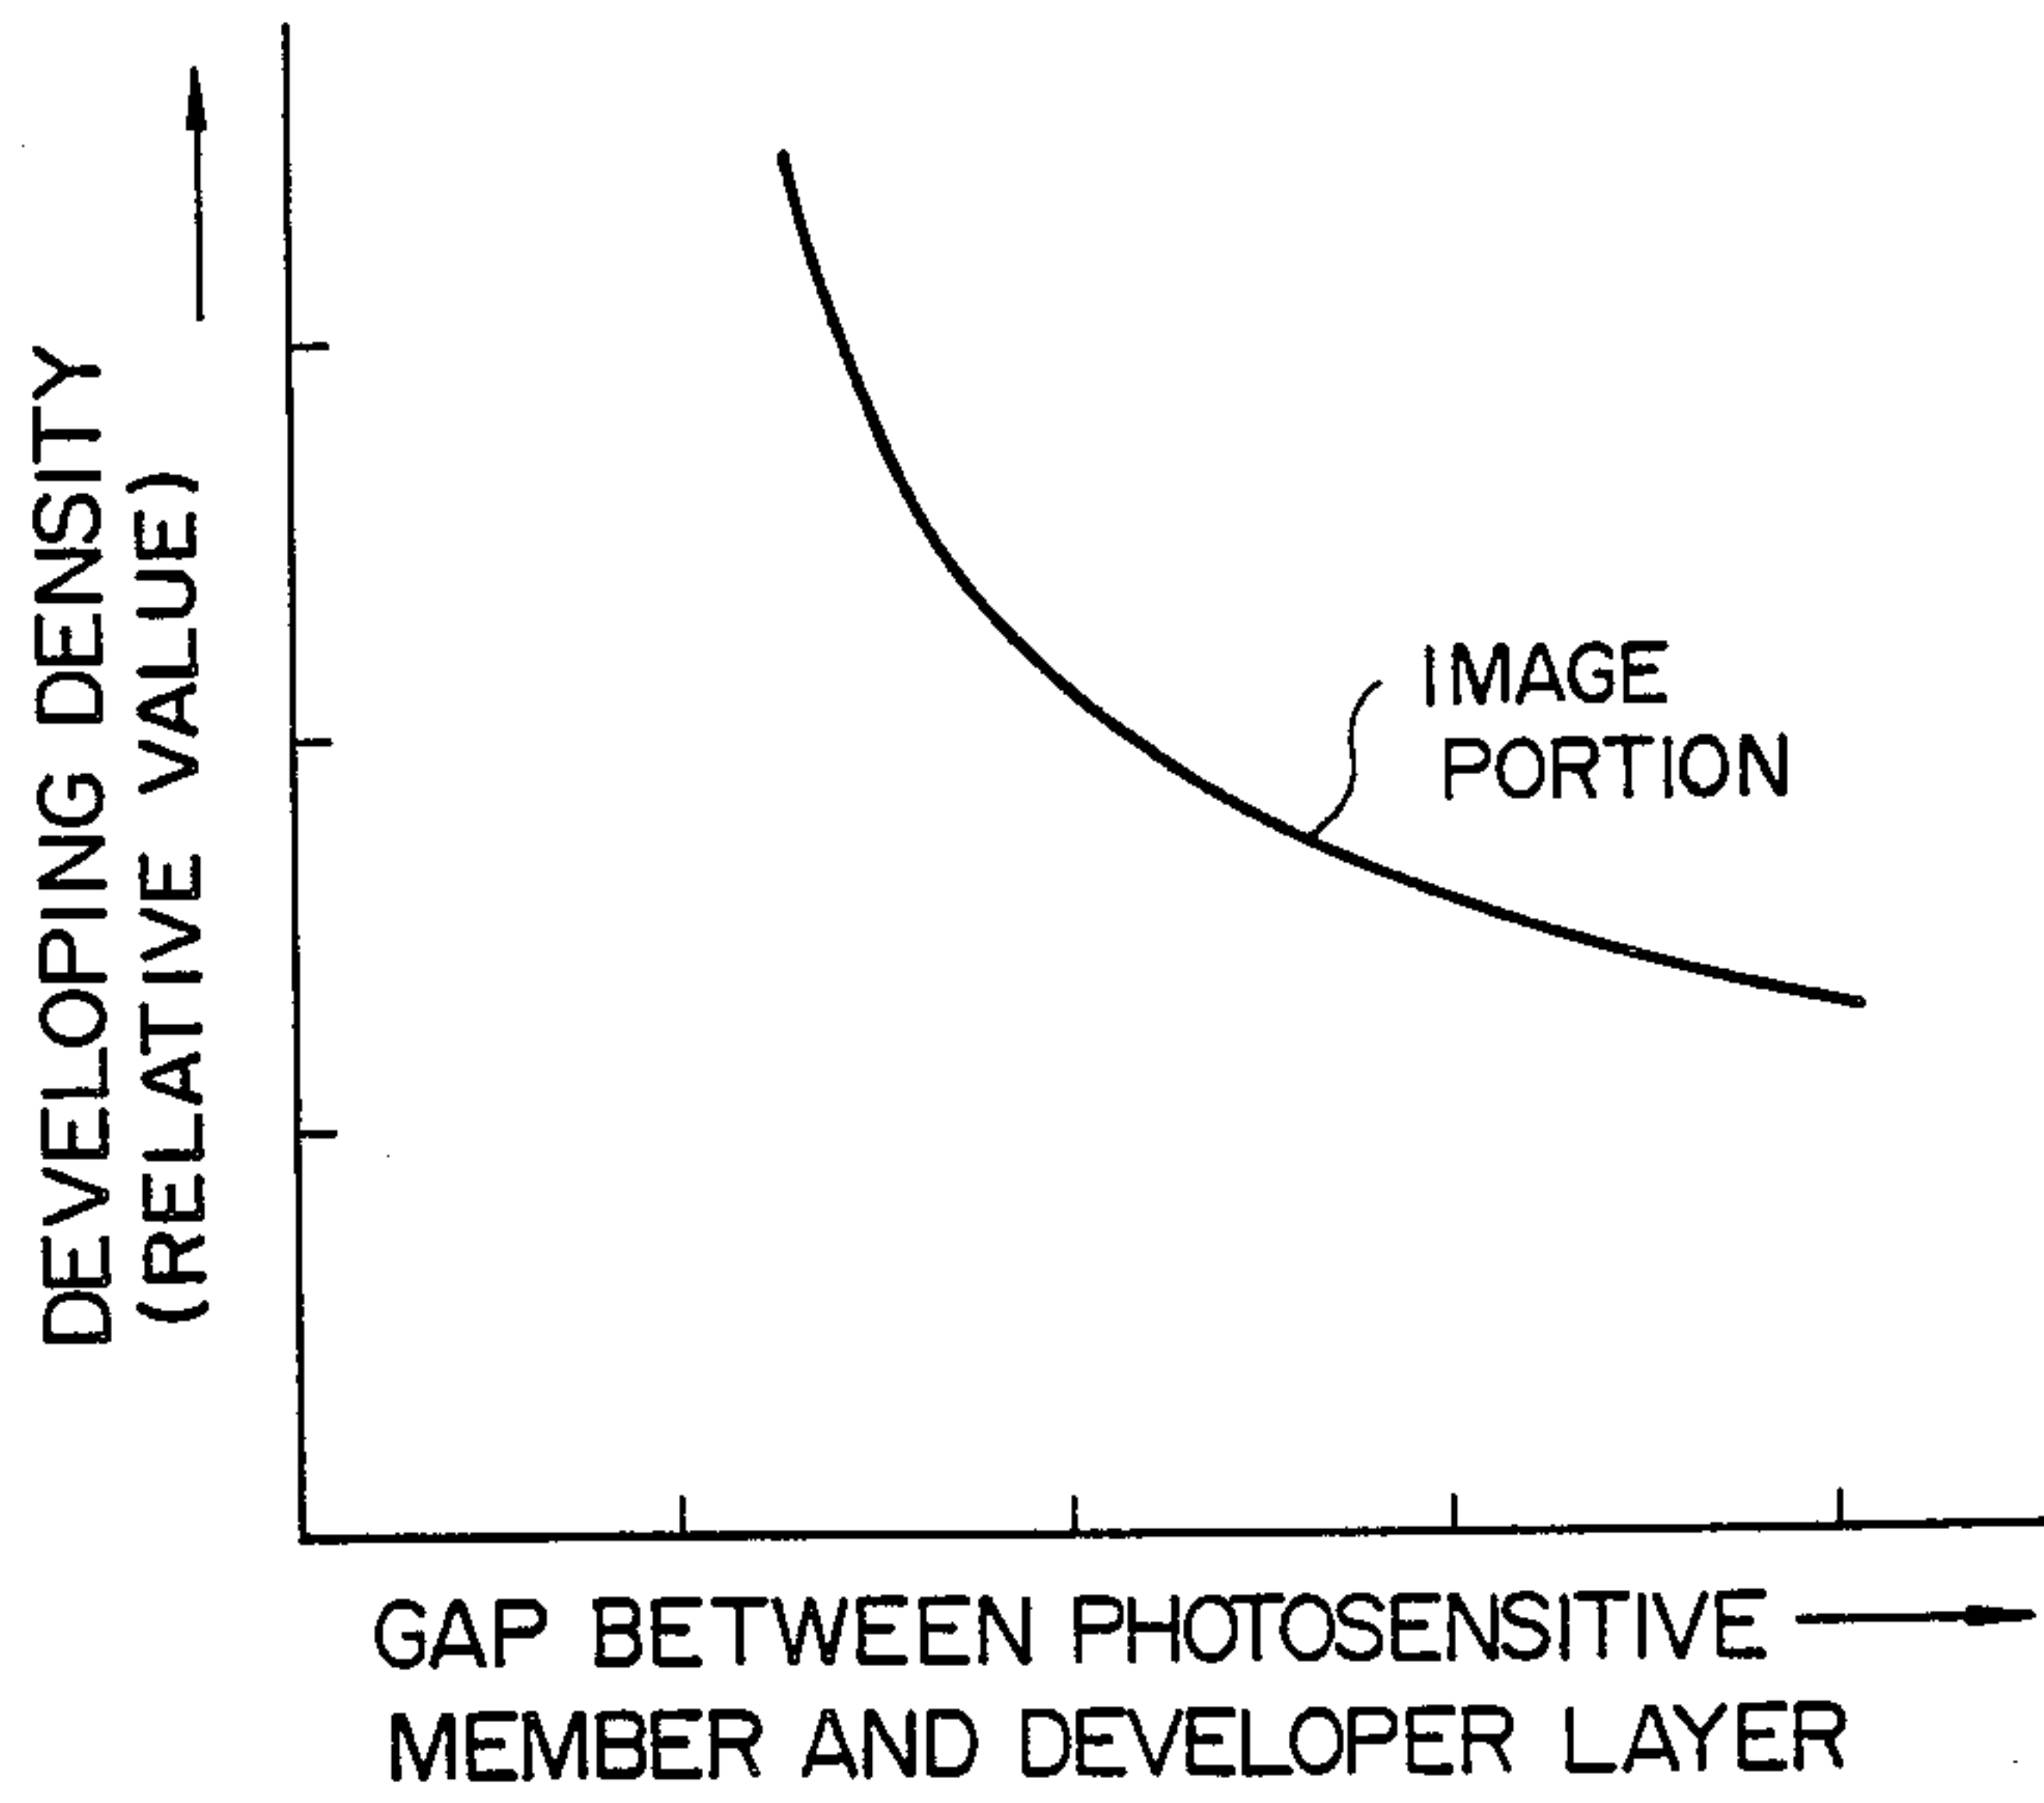 DEVELOPING DENSITY
(RELATIVE VALUE)
IMAGE
PORTION
GAP BETWEEN PHOTOSENSITIVE
MEMBER AND DEVELOPER LAYER